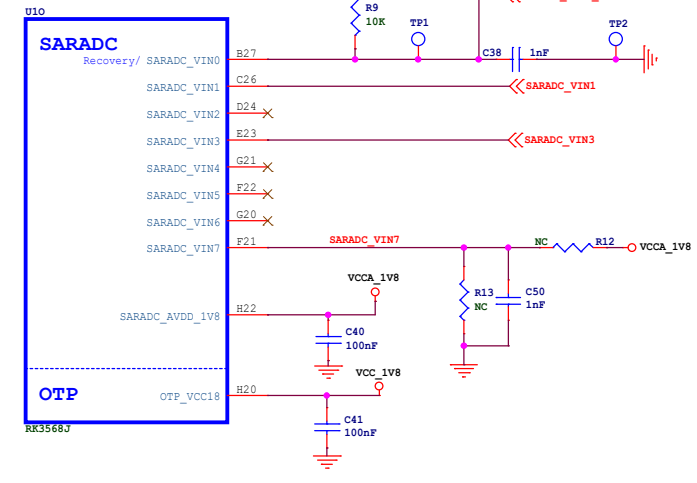 U1O
R9
10K
TP1
TP2
SARADC
Recovery/ SARADC_VIN0
B27
C38
1nF
SARADC_VIN1
C26
SARADC_VIN1
SARADC_VIN2
D24
SARADC_VIN3
E23
SARADC_VIN3
SARADC_VIN4
G21
SARADC_VIN5
F22
SARADC_VIN6
G20
SARADC_VIN7
F21
SARADC_VIN7
NC
R12
VCCA_1V8
VCCA_1V8
R13
NC
C50
1nF
SARADC_AVDD_1V8
H22
C40
100nF
VCC_1V8
OTP
OTP_VCC18
H20
C41
100nF
RK3568J